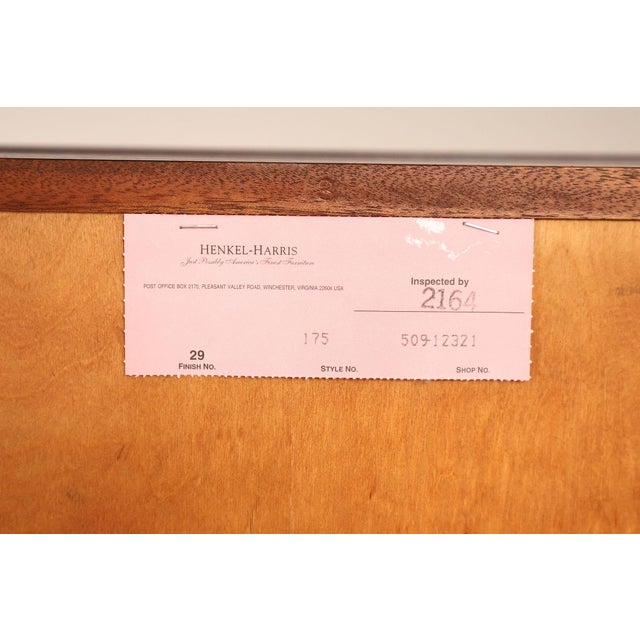 HENKEL-HARRIS
Just Possibly America's Finest Furniture
POST OFFICE BOX 2170, PLEASANT VALLEY ROAD, WINCHESTER, VIRGINIA 22604 USA
Inspected by
2164
29 175 509-12321
FINISH NO. STYLE NO. SHOP NO.